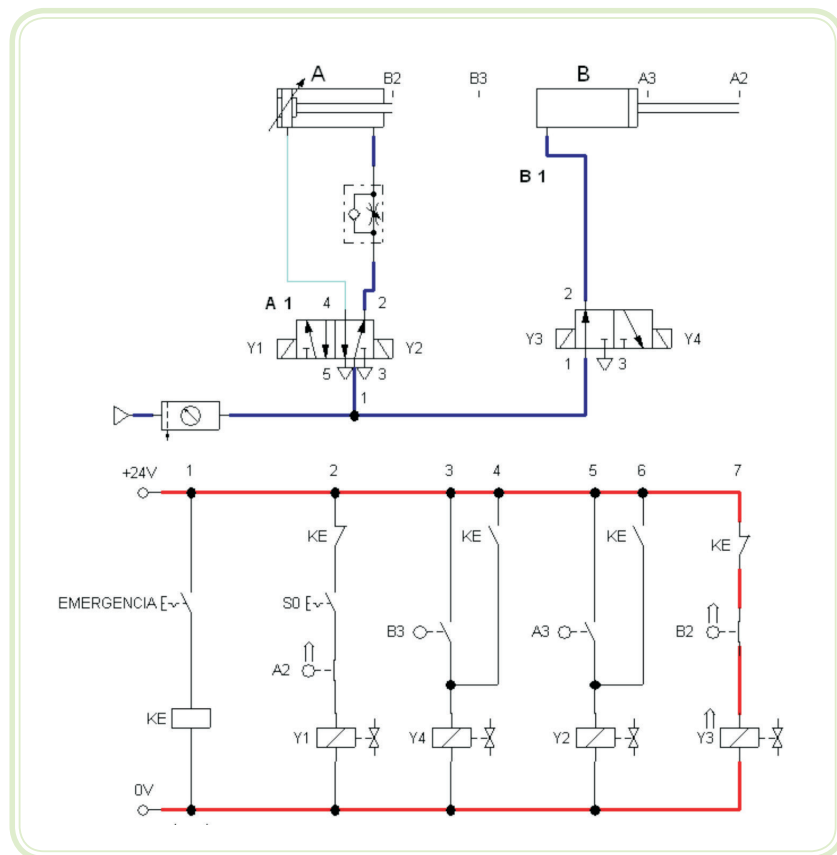 A B2 B3 B A3 A2
B 1
A 1 4 2 2
Y1 Y2 Y3 Y4
5 3 1 3
1
+24V 1 2 3 4 5 6 7
KE KE KE KE
EMERGENCIA S0 B3 A3 B2
A2
KE Y1 Y4 Y2 Y3
0V